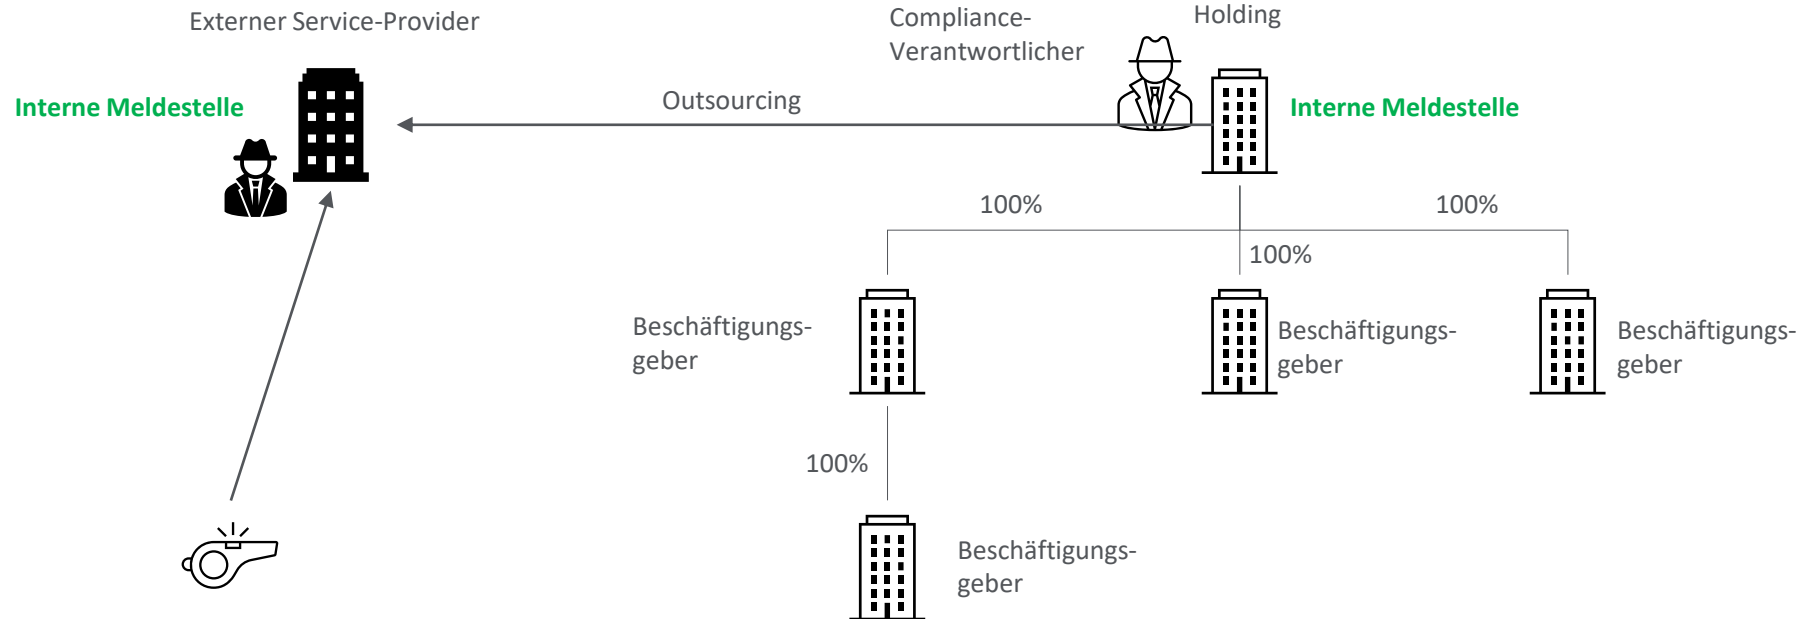 Externer Service-Provider
Compliance-
Verantwortlicher
Holding
Interne Meldestelle
Outsourcing
Interne Meldestelle
100%
100%
100%
Beschäftigungs-
geber
Beschäftigungs-
geber
Beschäftigungs-
geber
100%
Beschäftigungs-
geber